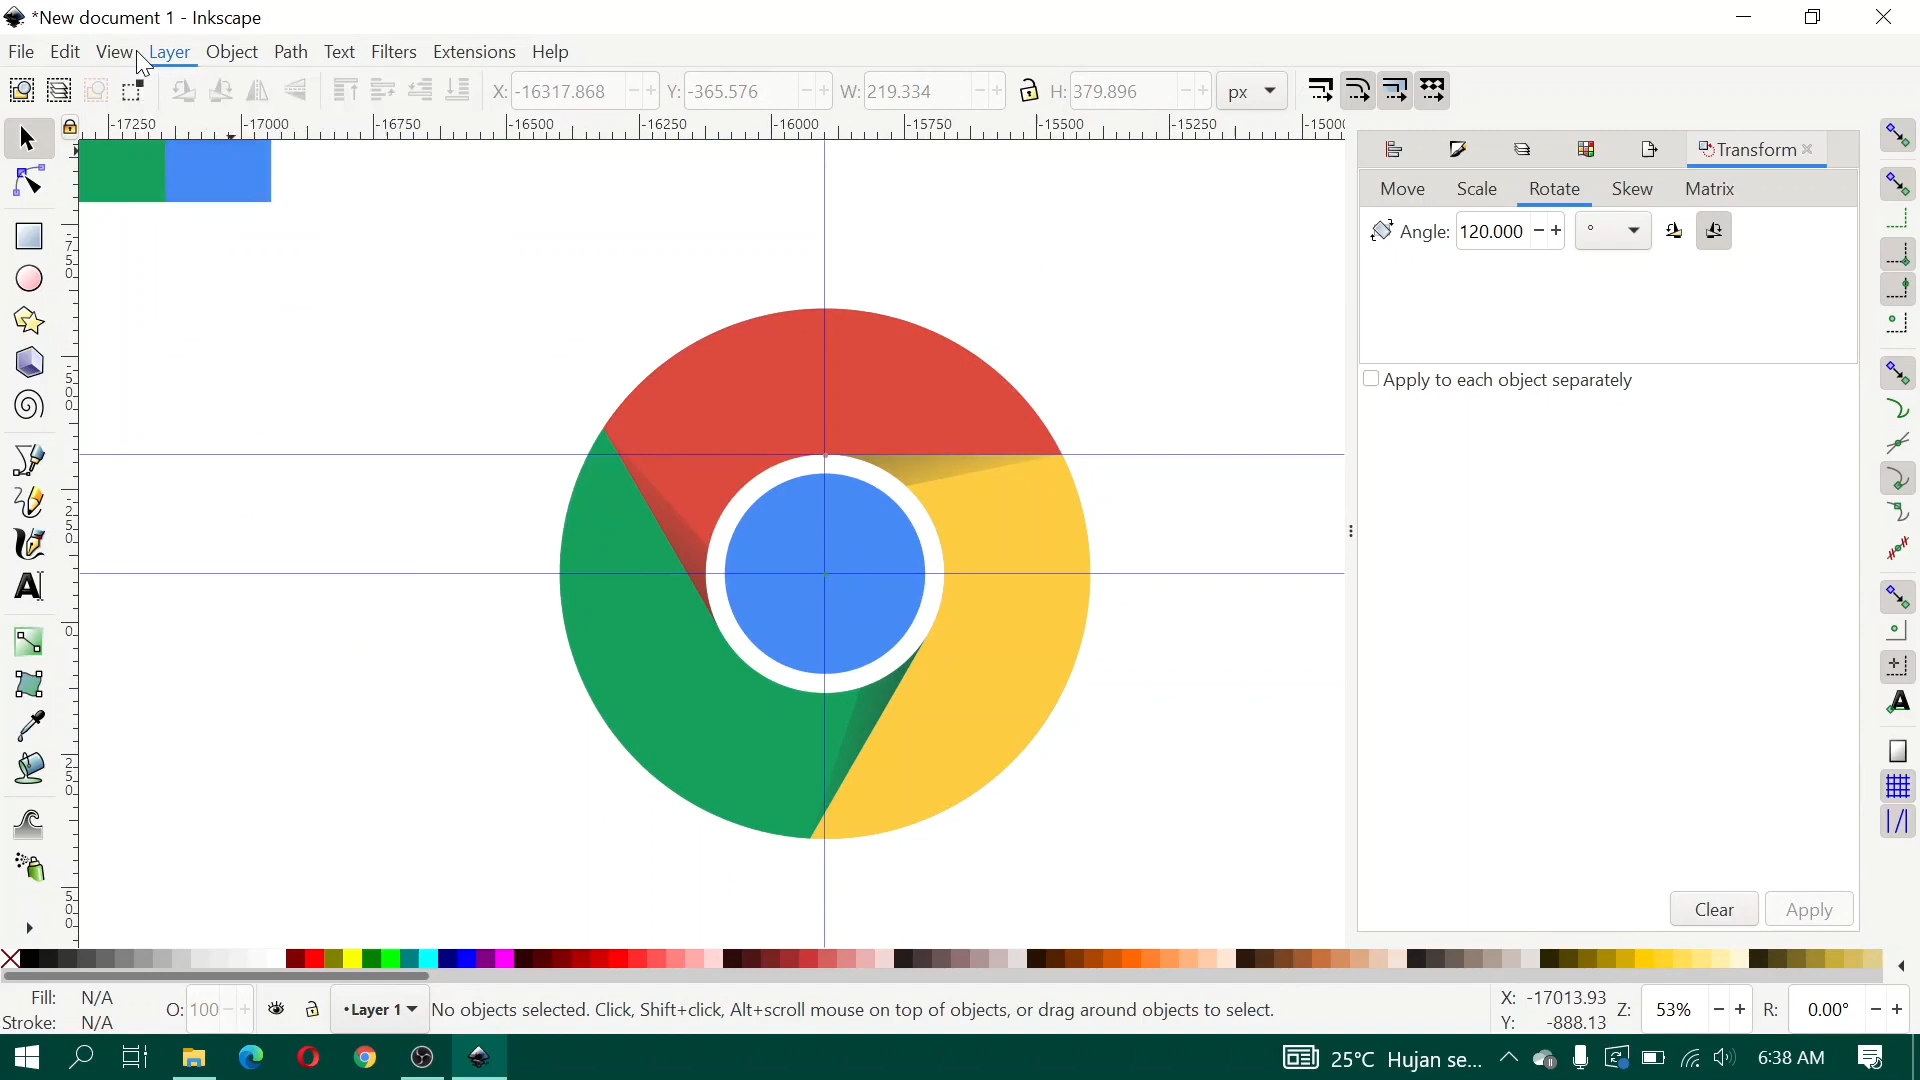 *New document 1 - Inkscape
File Edit View Layer Object Path Text Filters Extensions Help
X: -16317.868 Y: -365.576 W: 219.334 H: 379.896 px
-17250 -17000 -16750 -16500 -16250 -16000 -15750 -15500 -15250 -15000
Transform
Move Scale Rotate Skew Matrix
Angle: 120.000 °
Apply to each object separately
Clear Apply
Fill: N/A
Stroke: N/A
O: 100
•Layer 1
No objects selected. Click, Shift+click, Alt+scroll mouse on top of objects, or drag around objects to select.
X: -17013.93
Y: -888.13
Z: 53% R: 0.00°
25°C Hujan se... 6:38 AM